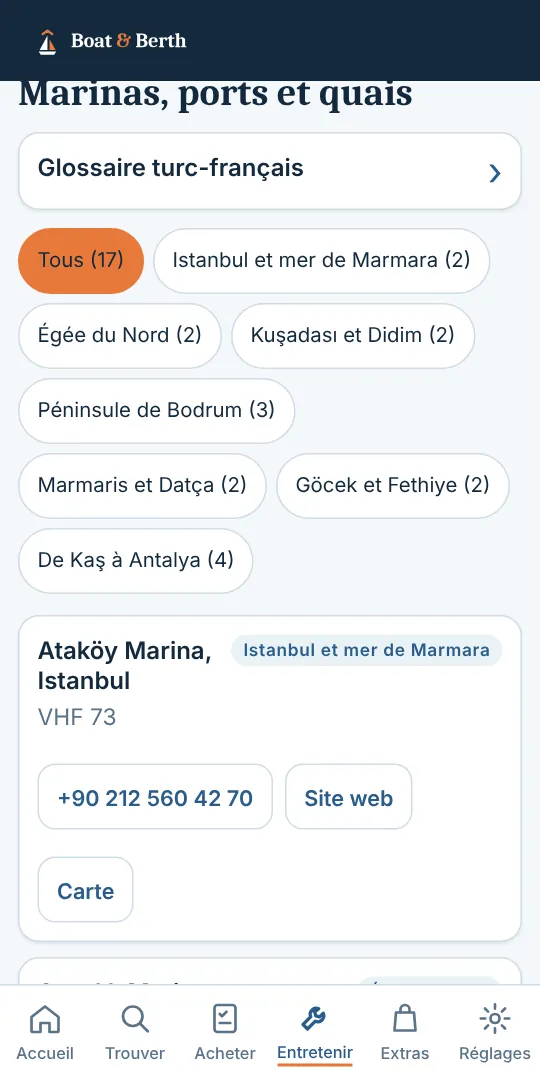 Boat & Berth
Marinas, ports et quais
Glossaire turc-français
Tous (17)
Istanbul et mer de Marmara (2)
Égée du Nord (2)
Kuşadası et Didim (2)
Péninsule de Bodrum (3)
Marmaris et Datça (2)
Göcek et Fethiye (2)
De Kaş à Antalya (4)
Ataköy Marina,
Istanbul
Istanbul et mer de Marmara
VHF 73
+90 212 560 42 70
Site web
Carte
Accueil
Trouver
Acheter
Entretenir
Extras
Réglages